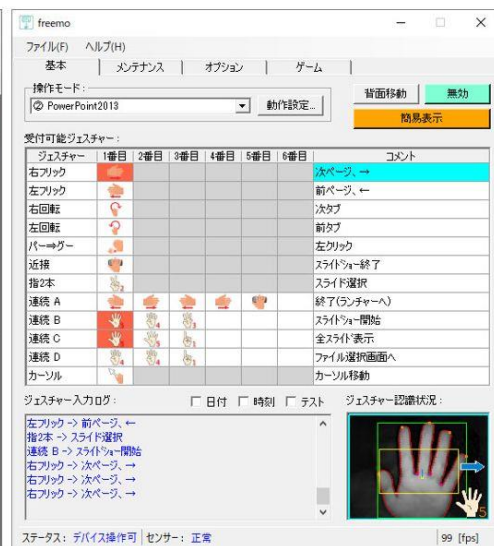 freemo
ファイル(F) ヘルプ(H)
基本 メンテナンス オプション ゲーム
操作モード:
② PowerPoint2013 動作設定... 背面移動 無効
簡易表示
受付可能ジェスチャー:
ジェスチャー 1番目 2番目 3番目 4番目 5番目 6番目 コメント
右フリック 次ページ、→
左フリック 前ページ、←
右回転 次タブ
左回転 前タブ
パー⇒グー 左クリック
近接 スライドショー終了
指2本 2 スライド選択
連続 A 終了(ランチャーへ)
連続 B 5 4 3 スライドショー開始
連続 C 5 1 全スライド表示
連続 D 4 1 ファイル選択画面へ
カーソル カーソル移動
ジェスチャー入力ログ: 日付 時刻 テスト ジェスチャー認識状況:
左フリック -> 前ページ、←
指2本 -> スライド選択
連続 B -> スライドショー開始
右フリック -> 次ページ、→
右フリック -> 次ページ、→
右フリック -> 次ページ、→
5
ステータス: デバイス操作可 センサー: 正常 99 [fps]